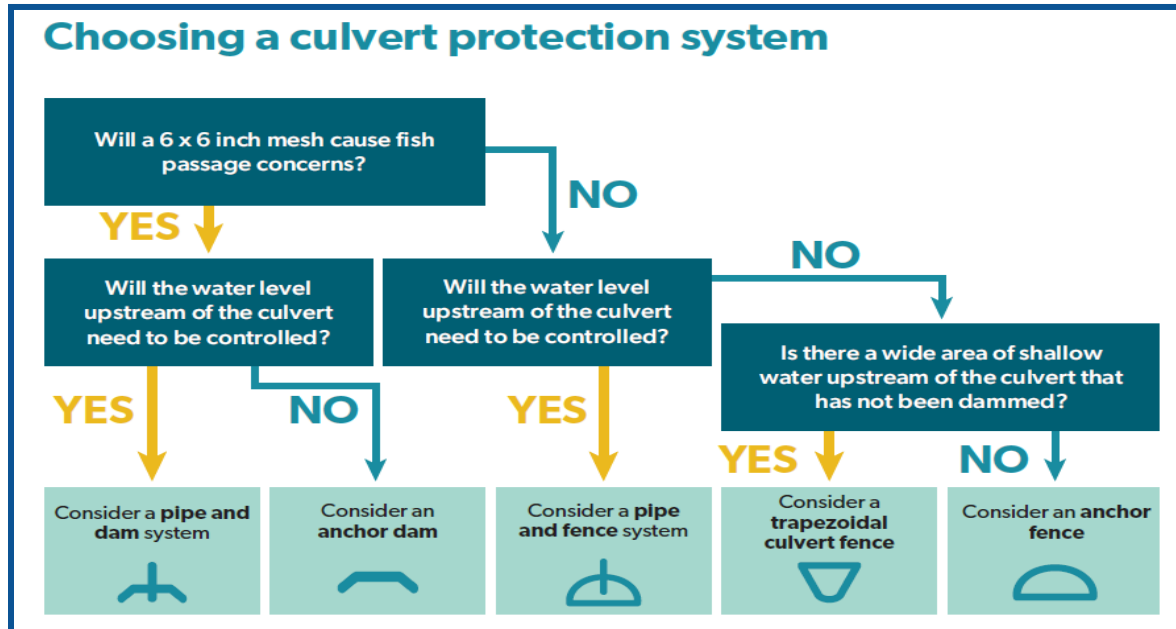 Choosing a culvert protection system
Will a 6 x 6 inch mesh cause fish
passage concerns?
YES
NO
Will the water level
upstream of the culvert
need to be controlled?
Will the water level
upstream of the culvert
need to be controlled?
NO
Is there a wide area of shallow
water upstream of the culvert that
has not been dammed?
YES
NO
YES
YES
NO
Consider a pipe and
dam system
Consider an
anchor dam
Consider a pipe
and fence system
Consider a
trapezoidal
culvert fence
Consider an anchor
fence